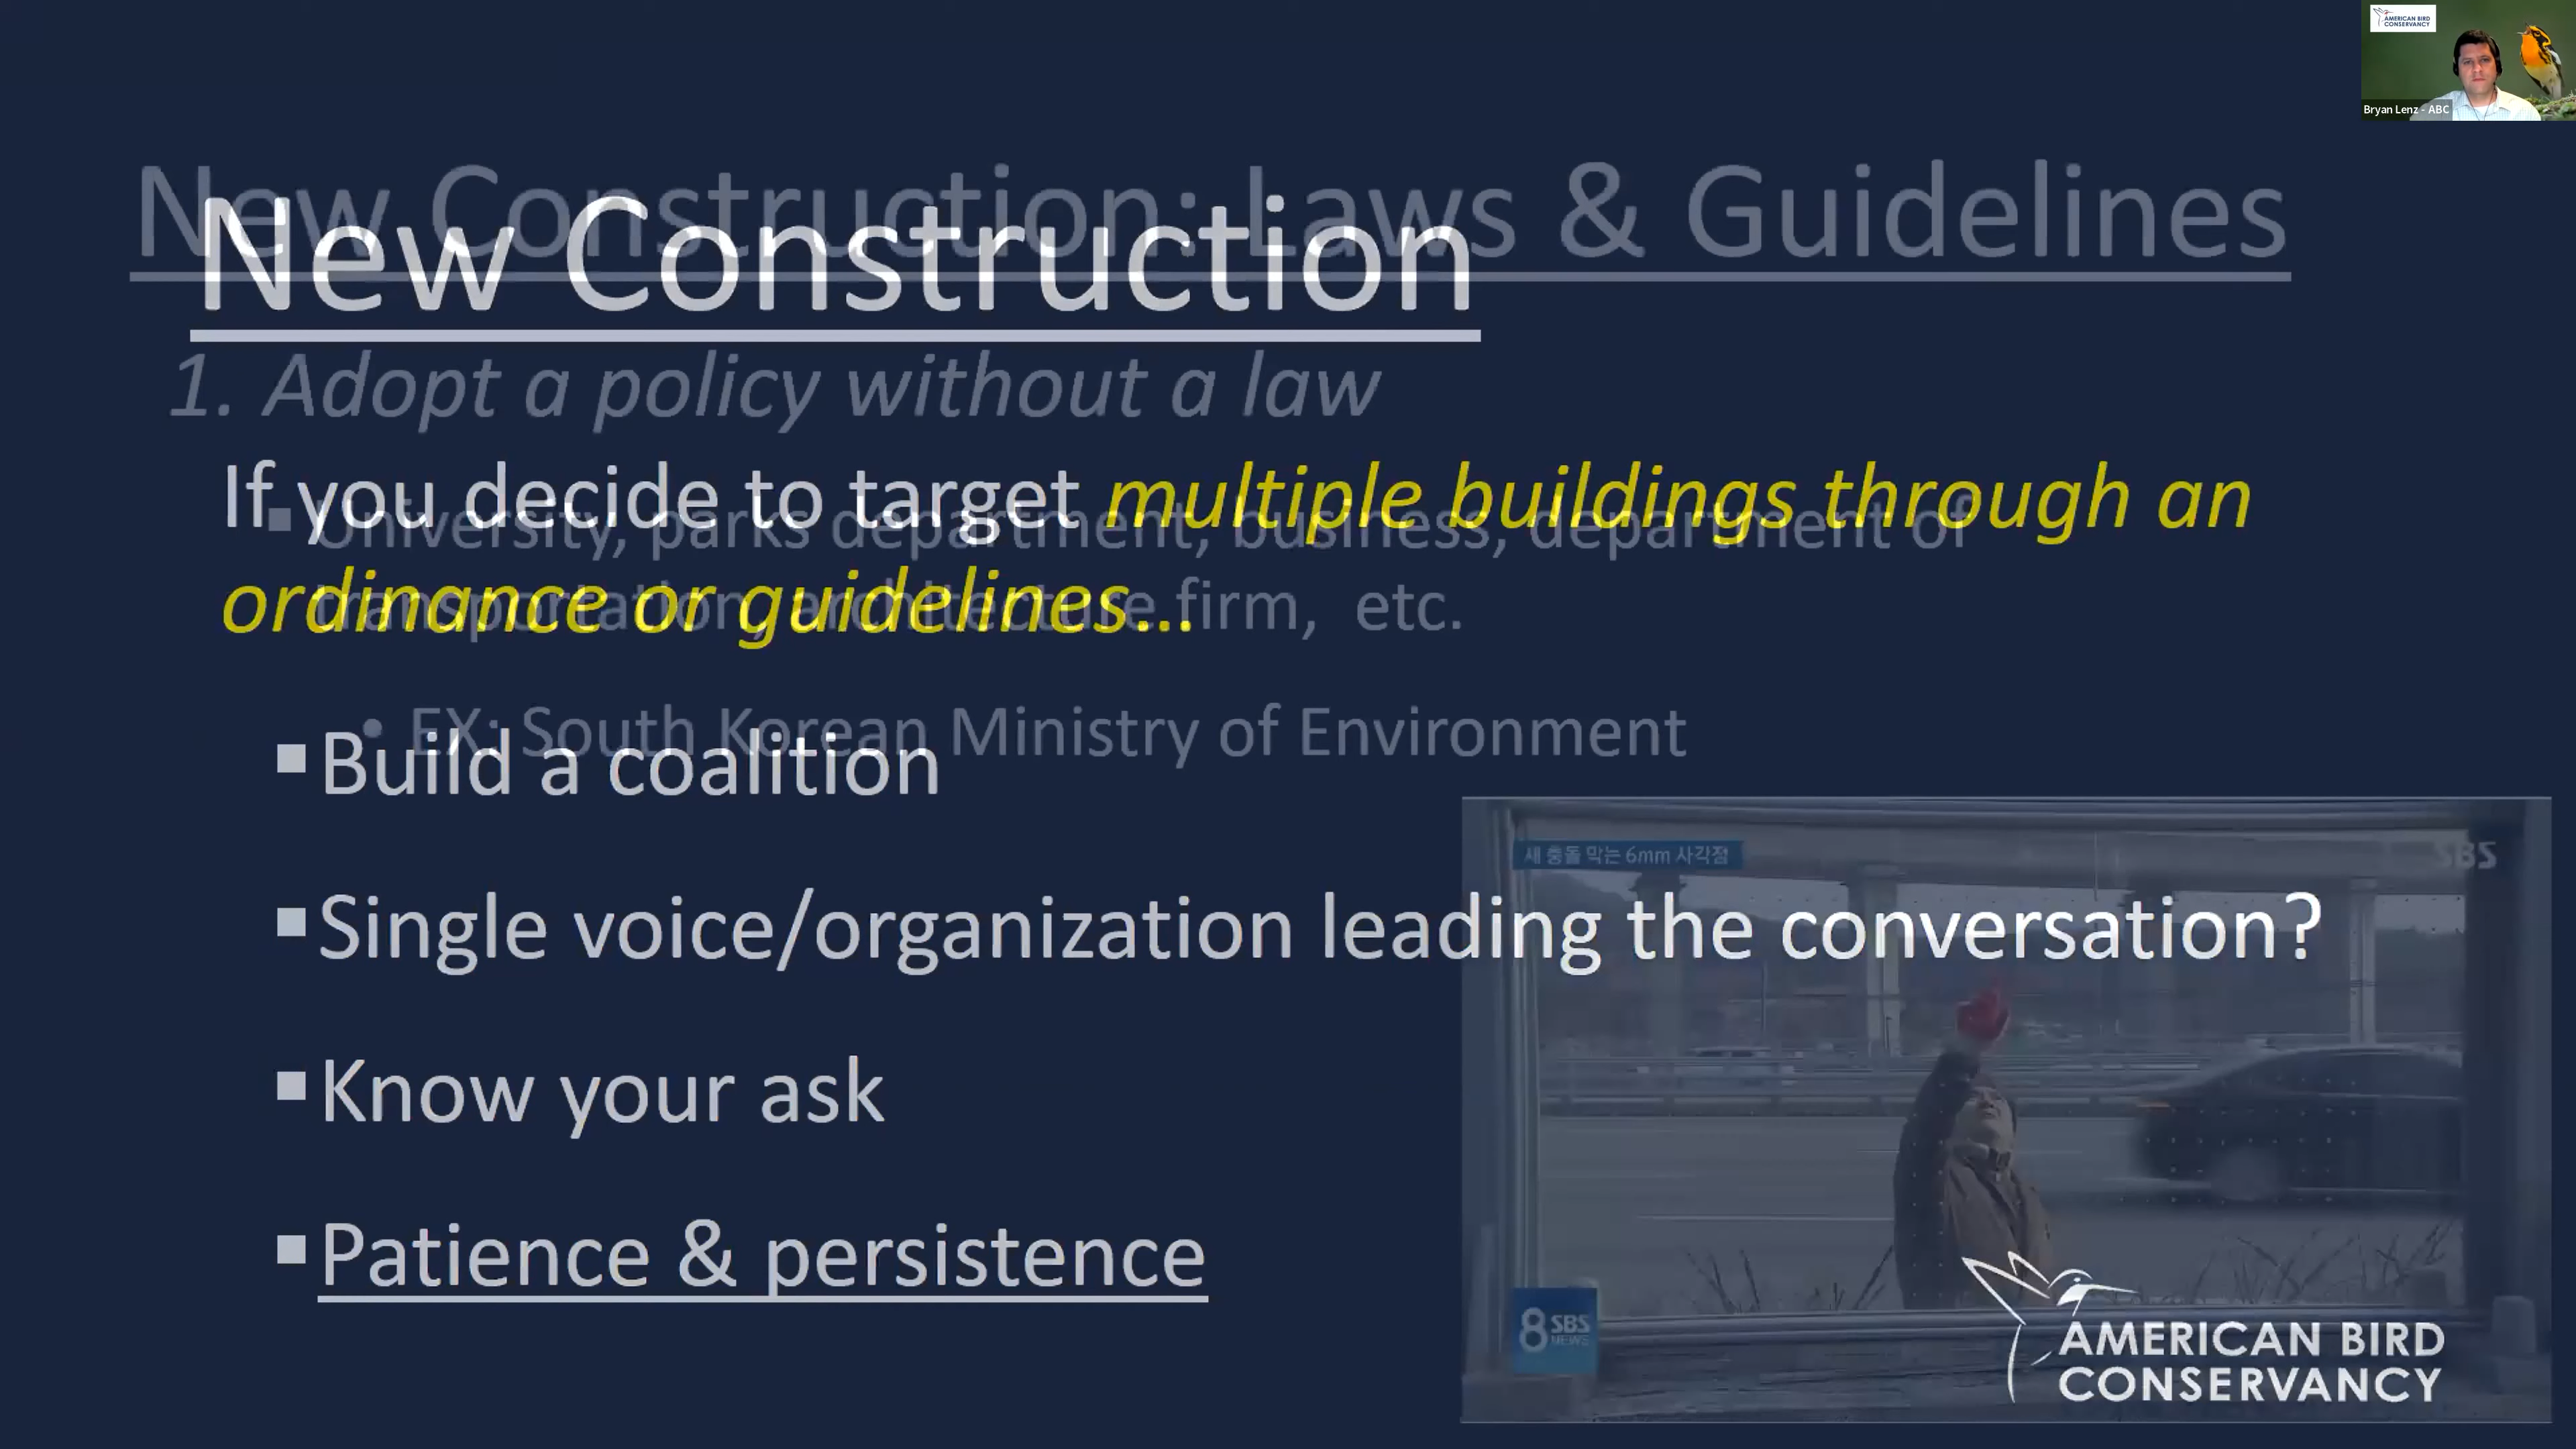 AMERICAN BIRD
CONSERVANCY
Bryan Lenz - ABC
New Construction: Laws & Guidelines
New Construction
1. Adopt a policy without a law
If you decide to target multiple buildings through an
ordinance or guidelines...
▪ University, parks department, business, department of
transportation, architecture firm, etc.
• EX: South Korean Ministry of Environment
▪ Build a coalition
▪ Single voice/organization leading the conversation?
▪ Know your ask
▪ Patience & persistence
새 충돌 막는 6mm 사각점
SBS
8 SBS
NEWS
AMERICAN BIRD
CONSERVANCY